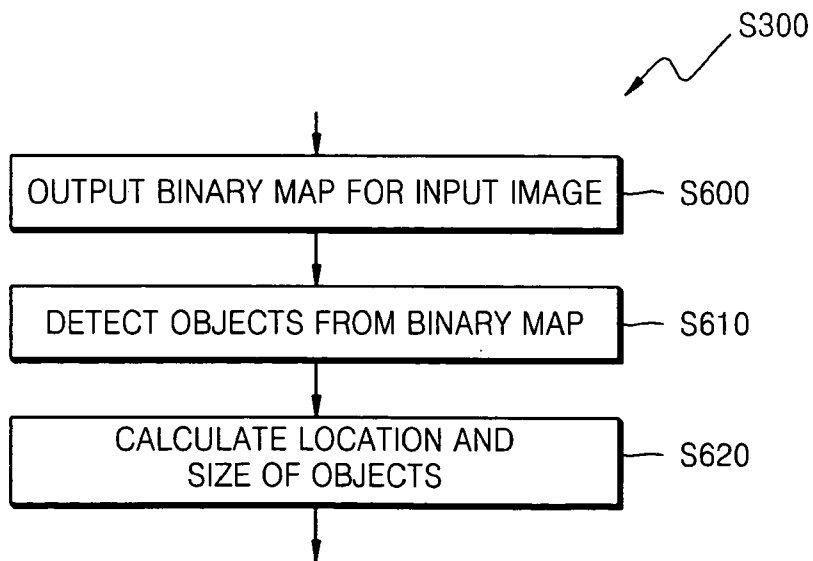 S300
OUTPUT BINARY MAP FOR INPUT IMAGE
S600
DETECT OBJECTS FROM BINARY MAP
S610
CALCULATE LOCATION AND
SIZE OF OBJECTS
S620